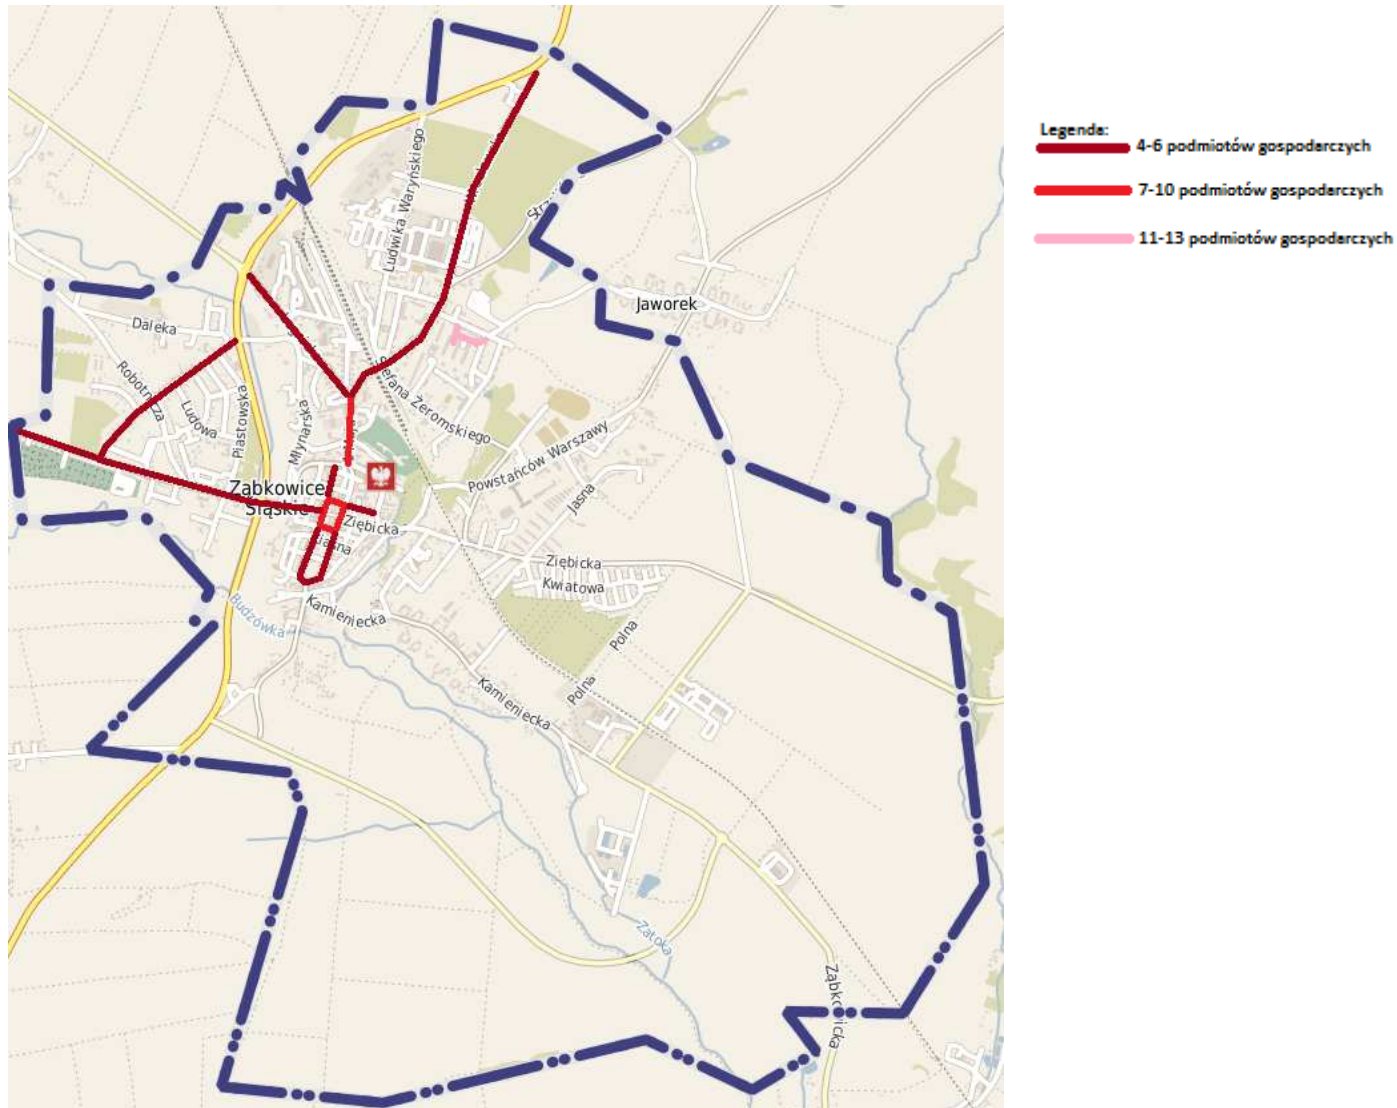 Legenda:
4-6 podmiotów gospodarczych
7-10 podmiotów gospodarczych
11-13 podmiotów gospodarczych
Ludwika Waryńskiego
Jaworek
Daleka
Robotnicza
Ludowa
Piastowska
Młynarska
Stefana Żeromskiego
Powstańców Warszawy
Jasna
Ząbkowice
Śląskie
Ziębicka
Ziębicka
Kwiatowa
Kamieniecka
Budzówka
Polna
Polna
Kamieniecka
Zatoka
Ząbkowicka